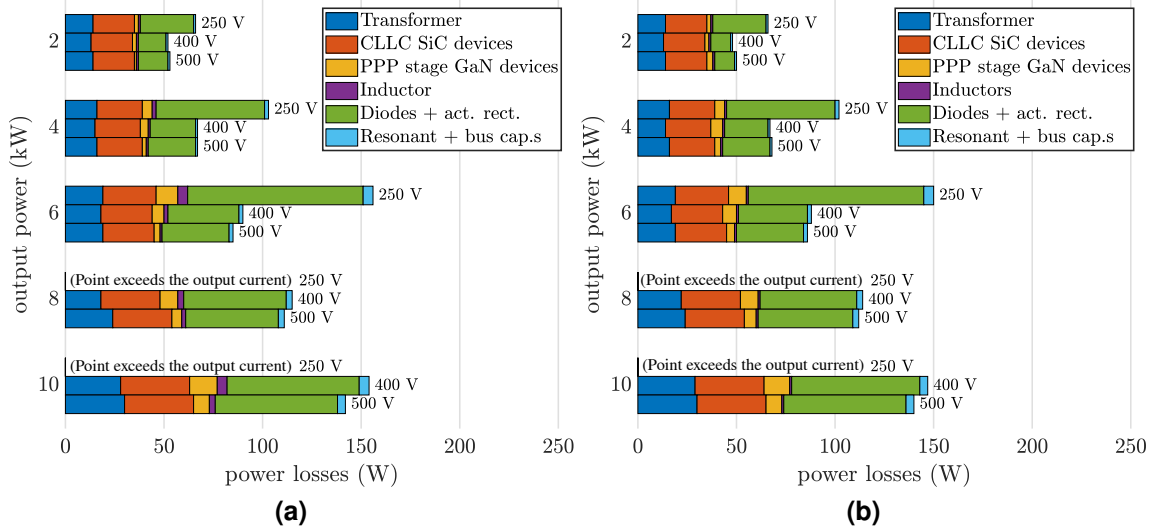 output power (kW)
Transformer
CLLC SiC devices
PPP stage GaN devices
Inductor
Diodes + act. rect.
Resonant + bus cap.s
2
250 V
400 V
500 V
4
250 V
400 V
500 V
6
250 V
400 V
500 V
8
(Point exceeds the output current) 250 V
400 V
500 V
10
(Point exceeds the output current) 250 V
400 V
500 V
0 50 100 150 200 250
power losses (W)
(a)
output power (kW)
Transformer
CLLC SiC devices
PPP stage GaN devices
Inductors
Diodes + act. rect.
Resonant + bus cap.s
2
250 V
400 V
500 V
4
250 V
400 V
500 V
6
250 V
400 V
500 V
8
(Point exceeds the output current) 250 V
400 V
500 V
10
(Point exceeds the output current) 250 V
400 V
500 V
0 50 100 150 200 250
power losses (W)
(b)